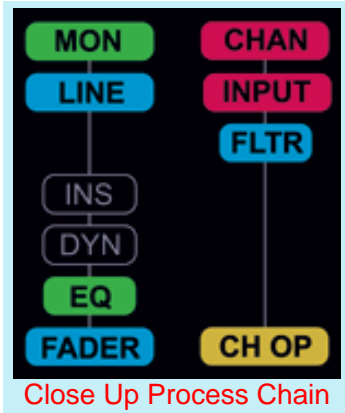 MON
LINE
INS
DYN
EQ
FADER
CHAN
INPUT
FLTR
CH OP
Close Up Process Chain